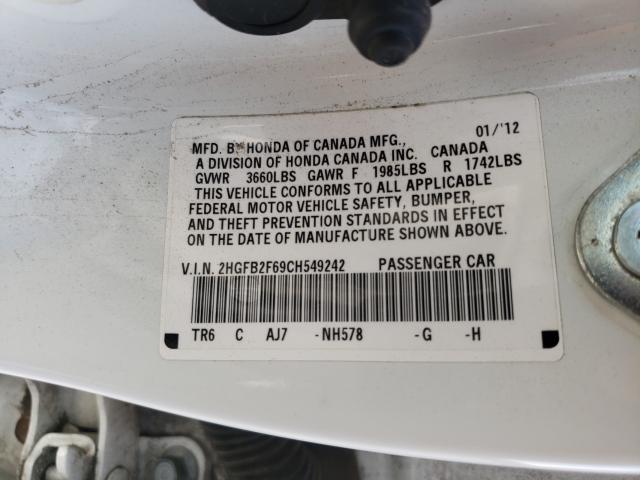 MFD. BY HONDA OF CANADA MFG., 01/'12
A DIVISION OF HONDA CANADA INC. CANADA
GVWR 3660LBS GAWR F 1985LBS R 1742LBS
THIS VEHICLE CONFORMS TO ALL APPLICABLE
FEDERAL MOTOR VEHICLE SAFETY, BUMPER,
AND THEFT PREVENTION STANDARDS IN EFFECT
ON THE DATE OF MANUFACTURE SHOWN ABOVE.
V.I.N. 2HGFB2F69CH549242 PASSENGER CAR
TR6 C AJ7 -NH578 -G -H